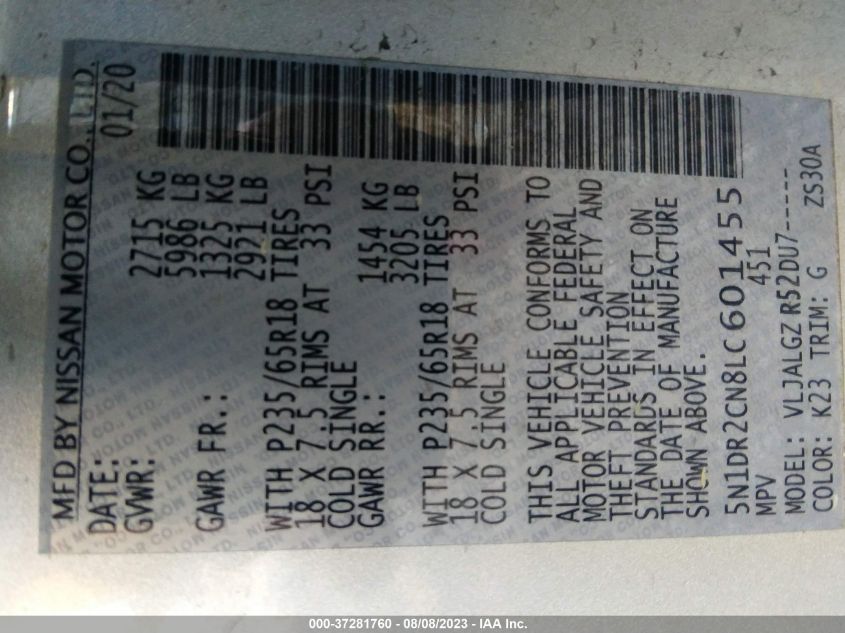 MFD BY NISSAN MOTOR CO., LTD.
DATE: 01/20
GVWR: 2715 KG
5986 LB
GAWR FR.: 1325 KG
2921 LB
WITH P235/65R18 TIRES
18 X 7.5 RIMS AT 33 PSI
COLD SINGLE
GAWR RR.: 1454 KG
3205 LB
WITH P235/65R18 TIRES
18 X 7.5 RIMS AT 33 PSI
COLD SINGLE
THIS VEHICLE CONFORMS TO
ALL APPLICABLE FEDERAL
MOTOR VEHICLE SAFETY AND
THEFT PREVENTION
STANDARDS IN EFFECT ON
THE DATE OF MANUFACTURE
SHOWN ABOVE.
5N1DR2CN8LC601455
MPV 451
MODEL: VLJALGZ R52DU7-----
COLOR: K23 TRIM: G ZS30A
000-37281760 - 08/08/2023 - IAA Inc.